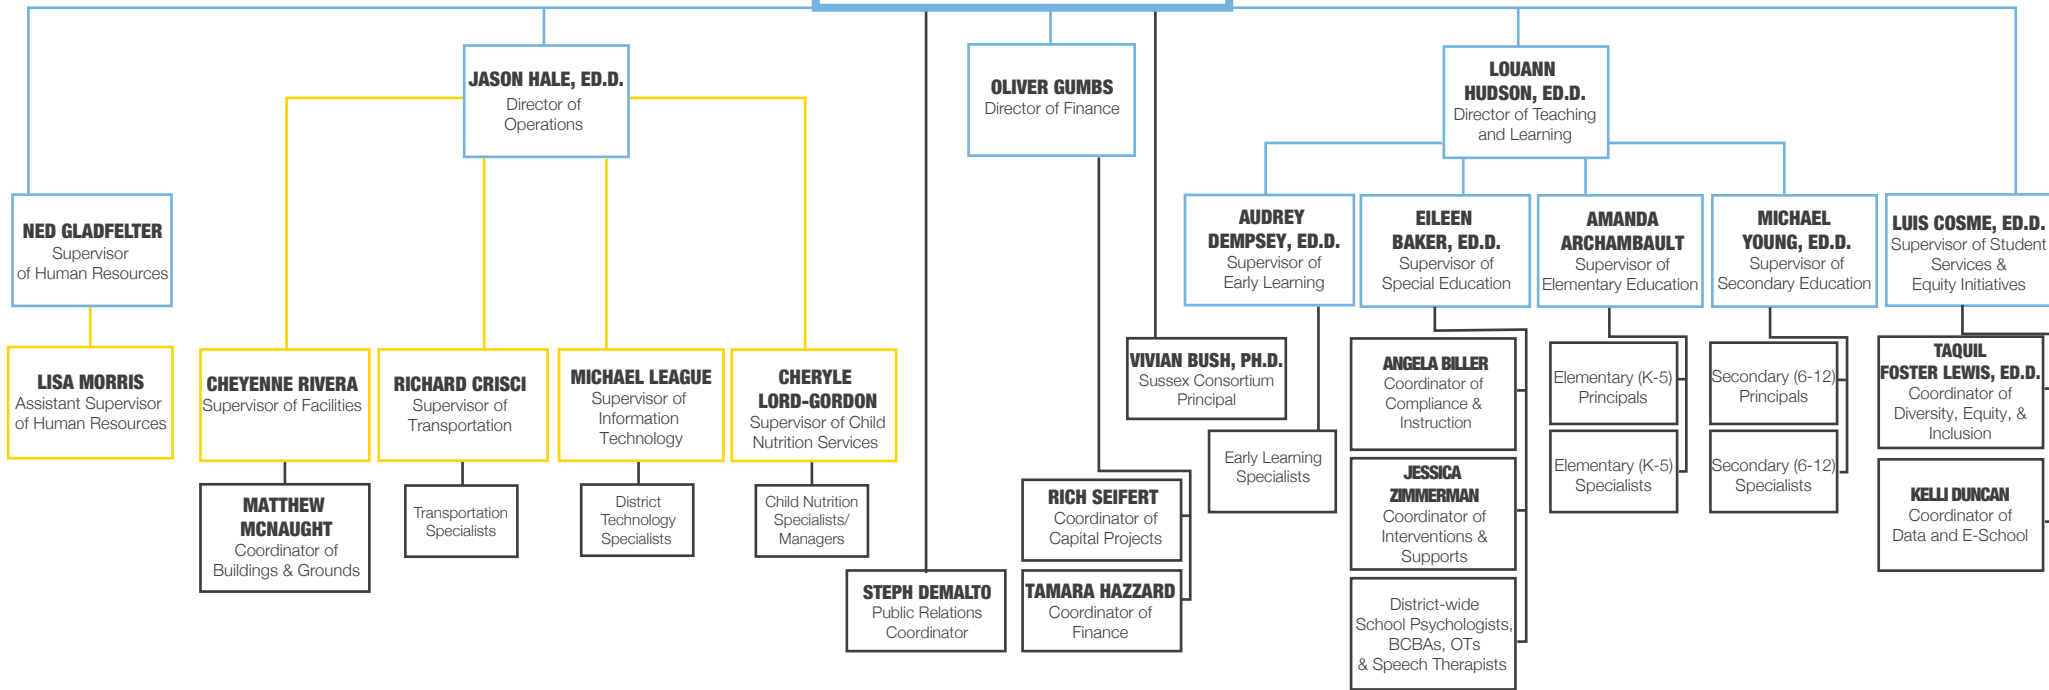 JASON HALE, ED.D.
Director of
Operations
OLIVER GUMBS
Director of Finance
LOUANN
HUDSON, ED.D.
Director of Teaching
and Learning
NED GLADFELTER
Supervisor
of Human Resources
AUDREY
DEMPSEY, ED.D.
Supervisor of
Early Learning
EILEEN
BAKER, ED.D.
Supervisor of
Special Education
AMANDA
ARCHAMBAULT
Supervisor of
Elementary Education
MICHAEL
YOUNG, ED.D.
Supervisor of
Secondary Education
LUIS COSME, ED.D.
Supervisor of Student
Services &
Equity Initiatives
LISA MORRIS
Assistant Supervisor
of Human Resources
CHEYENNE RIVERA
Supervisor of Facilities
RICHARD CRISCI
Supervisor of
Transportation
MICHAEL LEAGUE
Supervisor of
Information
Technology
CHERYLE
LORD-GORDON
Supervisor of Child
Nutrition Services
VIVIAN BUSH, PH.D.
Sussex Consortium
Principal
ANGELA BILLER
Coordinator of
Compliance &
Instruction
Elementary (K-5)
Principals
Secondary (6-12)
Principals
TAQUIL
FOSTER LEWIS, ED.D.
Coordinator of
Diversity, Equity, &
Inclusion
MATTHEW
MCNAUGHT
Coordinator of
Buildings & Grounds
Transportation
Specialists
District
Technology
Specialists
Child Nutrition
Specialists/
Managers
RICH SEIFERT
Coordinator of
Capital Projects
Early Learning
Specialists
JESSICA
ZIMMERMAN
Coordinator of
Interventions &
Supports
Elementary (K-5)
Specialists
Secondary (6-12)
Specialists
KELLI DUNCAN
Coordinator of
Data and E-School
STEPH DEMALTO
Public Relations
Coordinator
TAMARA HAZZARD
Coordinator of
Finance
District-wide
School Psychologists,
BCBAs, OTs
& Speech Therapists